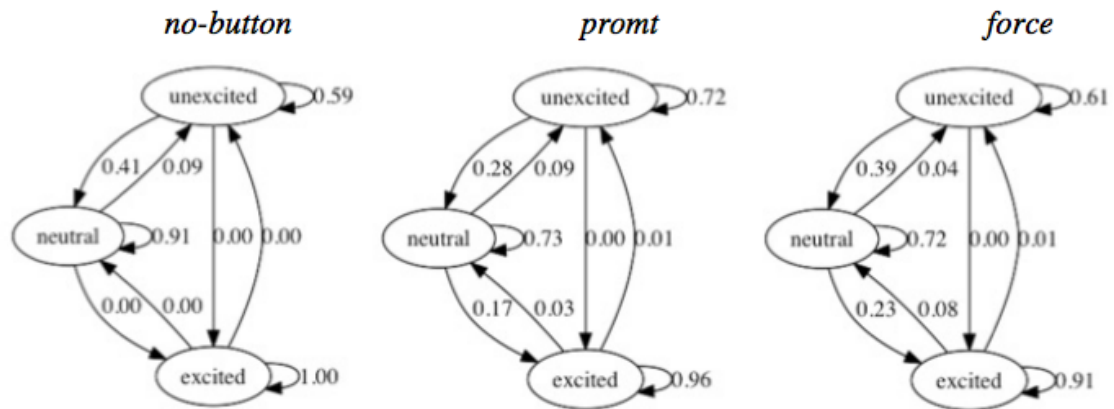 no-button promt force
unexcited 0.59 unexcited 0.72 unexcited 0.61
0.41 0.09 0.28 0.09 0.39 0.04
neutral 0.91 0.00 0.00 neutral 0.73 0.00 0.01 neutral 0.72 0.00 0.01
0.00 0.00 0.17 0.03 0.23 0.08
excited 1.00 excited 0.96 excited 0.91